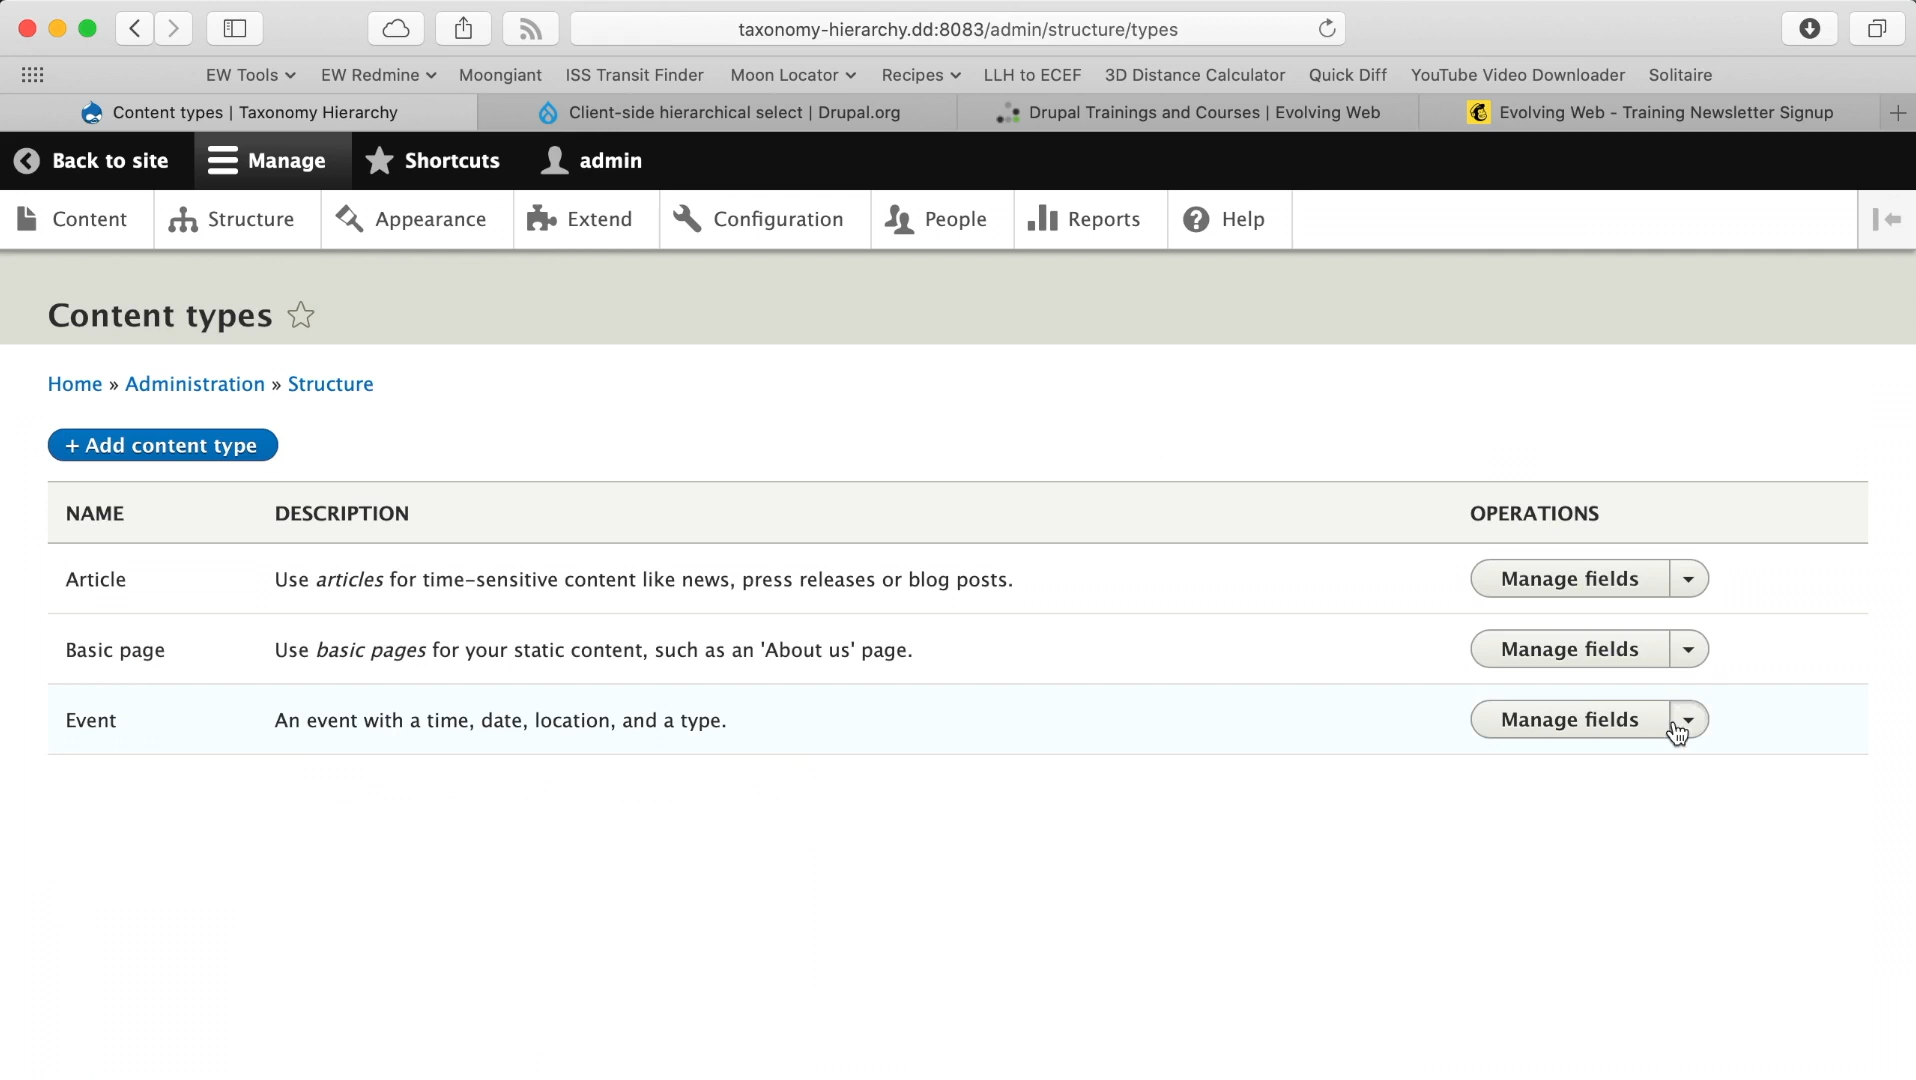 taxonomy-hierarchy.dd:8083/admin/structure/types
EW Tools EW Redmine Moongiant ISS Transit Finder Moon Locator Recipes LLH to ECEF 3D Distance Calculator Quick Diff YouTube Video Downloader Solitaire
Content types | Taxonomy Hierarchy Client-side hierarchical select | Drupal.org Drupal Trainings and Courses | Evolving Web Evolving Web - Training Newsletter Signup
Back to site Manage Shortcuts admin
Content Structure Appearance Extend Configuration People Reports Help
Content types
Home » Administration » Structure
+ Add content type
NAME DESCRIPTION OPERATIONS
Article Use articles for time-sensitive content like news, press releases or blog posts. Manage fields
Basic page Use basic pages for your static content, such as an 'About us' page. Manage fields
Event An event with a time, date, location, and a type. Manage fields